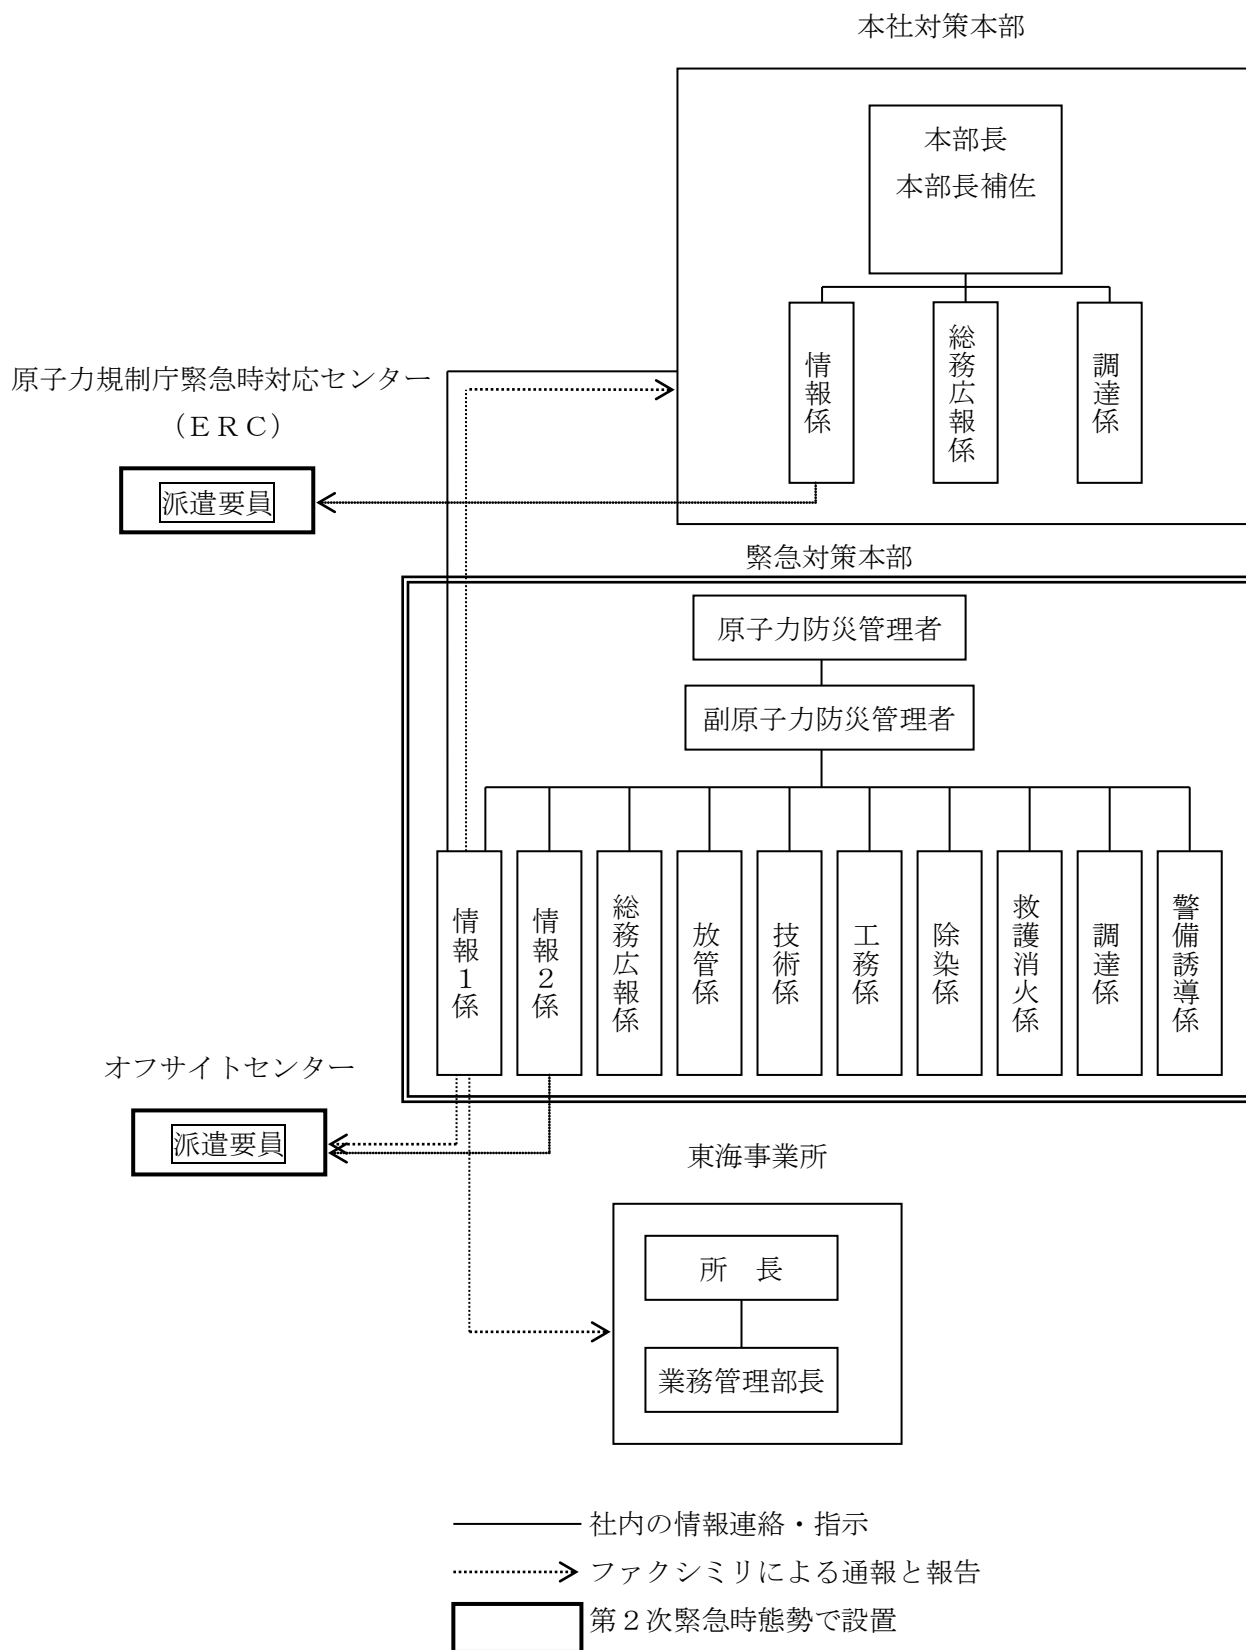 本社対策本部
本部長
本部長補佐
情報係
総務広報係
調達係
原子力規制庁緊急時対応センター
（ＥＲＣ）
派遣要員
緊急対策本部
原子力防災管理者
副原子力防災管理者
情報１係
情報２係
総務広報係
放管係
技術係
工務係
除染係
救護消火係
調達係
警備誘導係
オフサイトセンター
派遣要員
東海事業所
所　長
業務管理部長
社内の情報連絡・指示
ファクシミリによる通報と報告
第２次緊急時態勢で設置